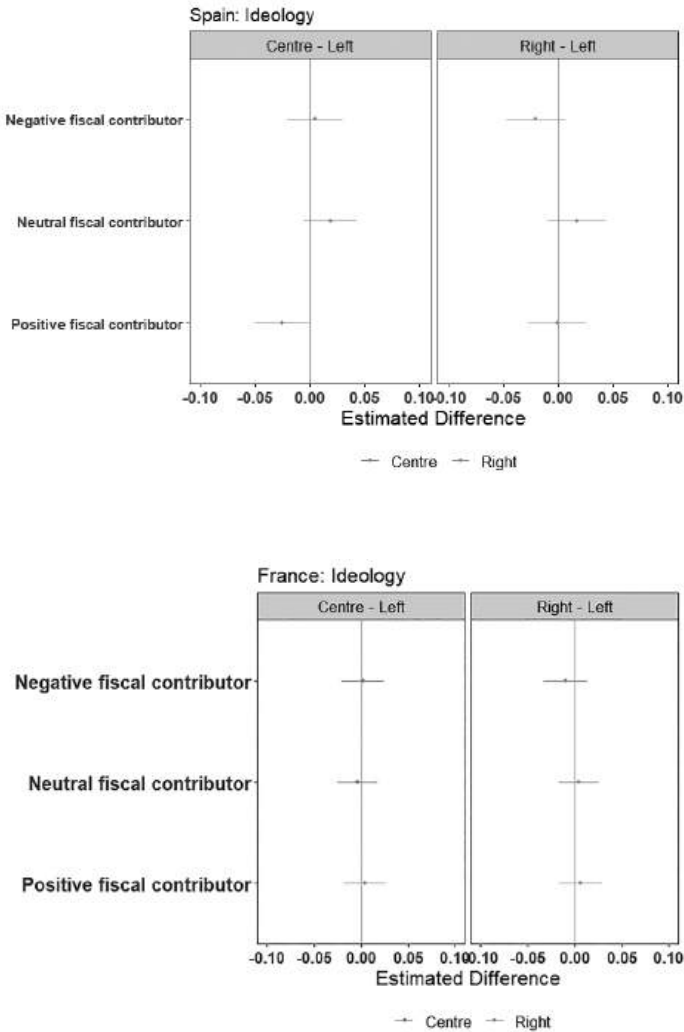 Spain: Ideology
Centre - Left Right - Left
Negative fiscal contributor
Neutral fiscal contributor
Positive fiscal contributor
-0.10 -0.05 0.00 0.05 0.10 -0.10 -0.05 0.00 0.05 0.10
Estimated Difference
Centre Right
France: Ideology
Centre - Left Right - Left
Negative fiscal contributor
Neutral fiscal contributor
Positive fiscal contributor
-0.10 -0.05 0.00 0.05 0.10 -0.10 -0.05 0.00 0.05 0.10
Estimated Difference
Centre Right